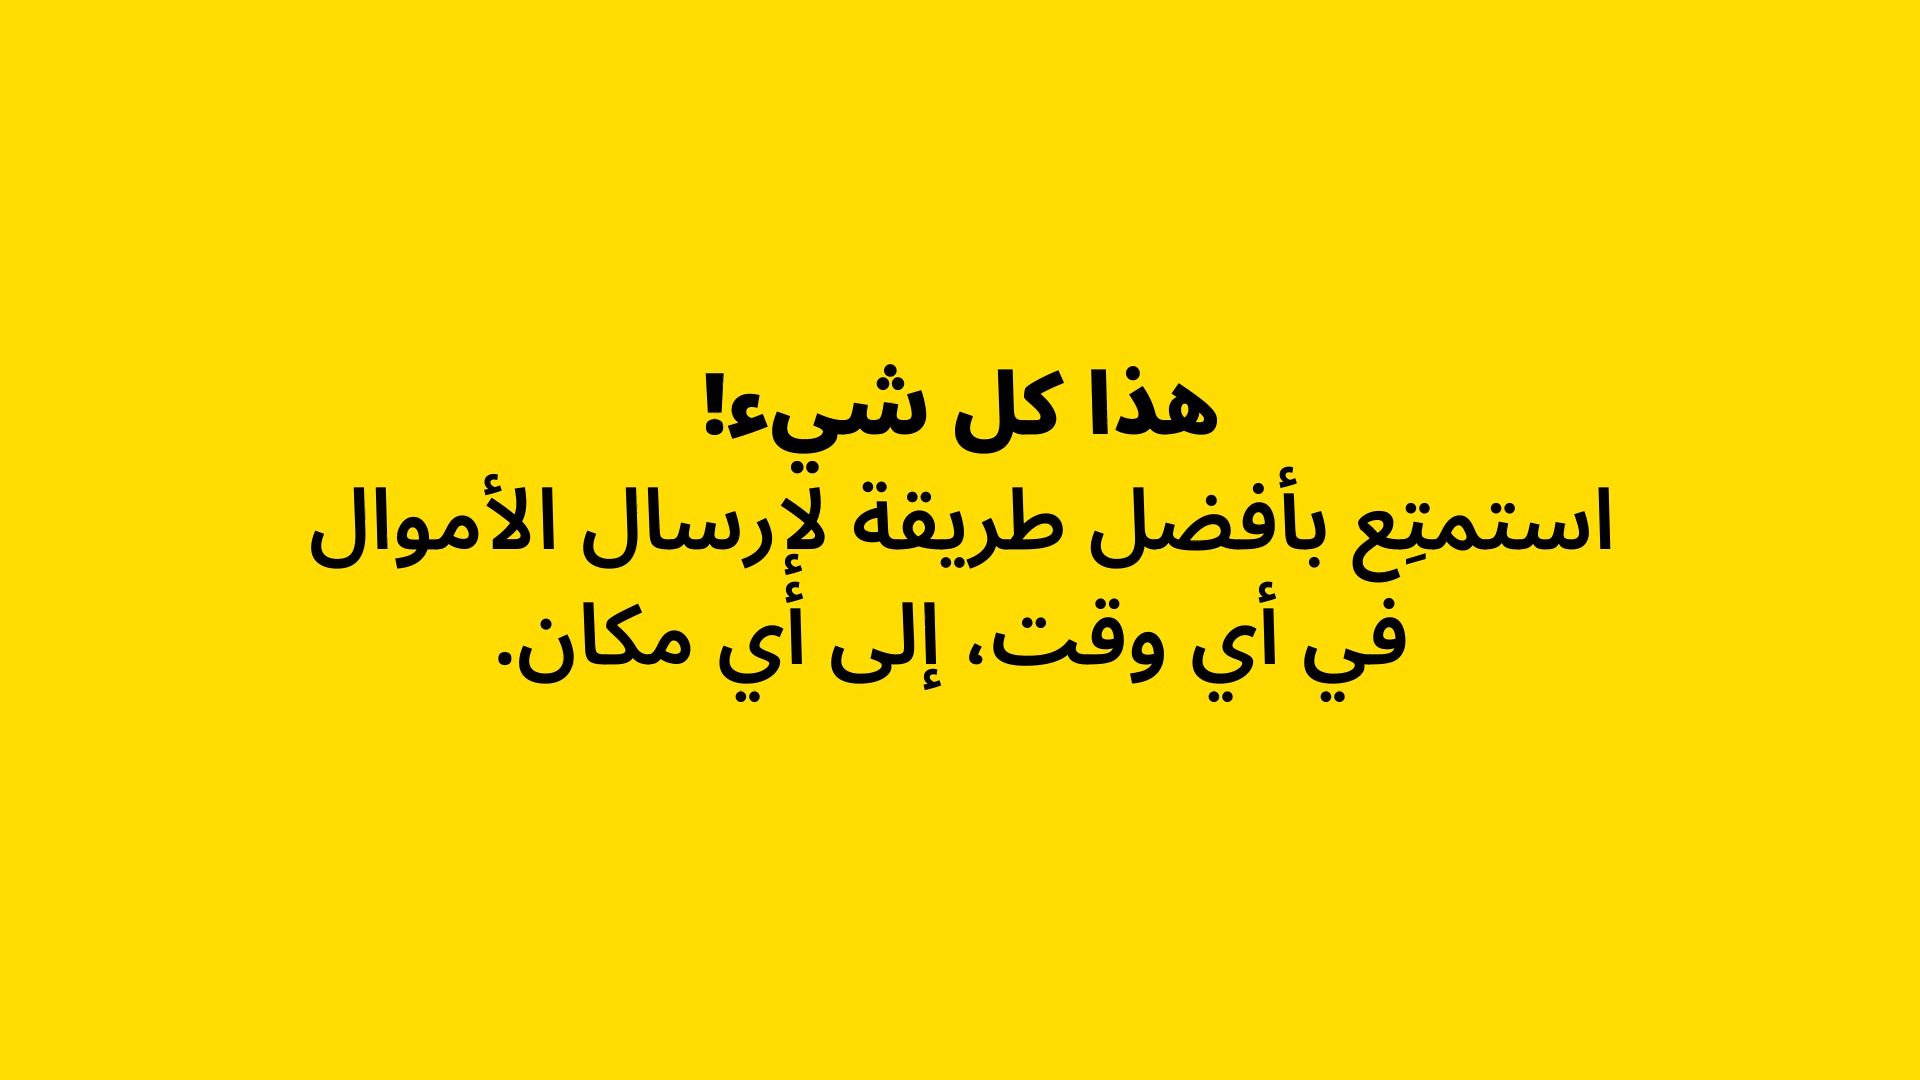 هذا كل شيء!
استمتِع بأفضل طريقة لإرسال الأموال
في أي وقت، إلى أي مكان.